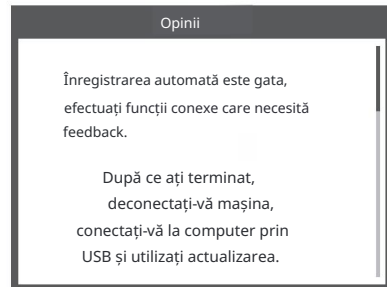 Opinii
Înregistrarea automată este gata,
efectuați funcții conexe care necesită
feedback.
După ce ați terminat,
deconectați-vă mașina,
conectați-vă la computer prin
USB și utilizați actualizarea.